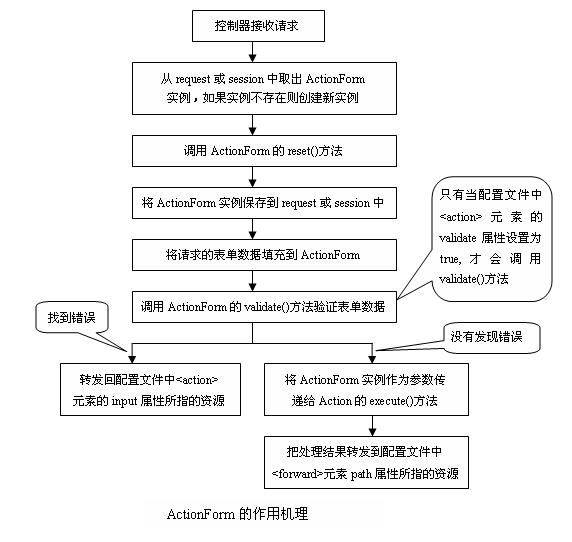 控制器接收请求
从 request 或 session 中取出 ActionForm
实例，如果实例不存在则创建新实例
调用 ActionForm 的 reset()方法
将 ActionForm 实例保存到 request 或 session 中
将请求的表单数据填充到 ActionForm
只有当配置文件中
<action> 元素的
validate 属性设置为
true, 才会调用
validate()方法
调用 ActionForm 的 validate()方法验证表单数据
找到错误
没有发现错误
转发回配置文件中<action>
元素的 input 属性所指的资源
将 ActionForm 实例作为参数传
递给 Action 的 execute()方法
把处理结果转发到配置文件中
<forward>元素 path 属性所指的资源
ActionForm 的作用机理